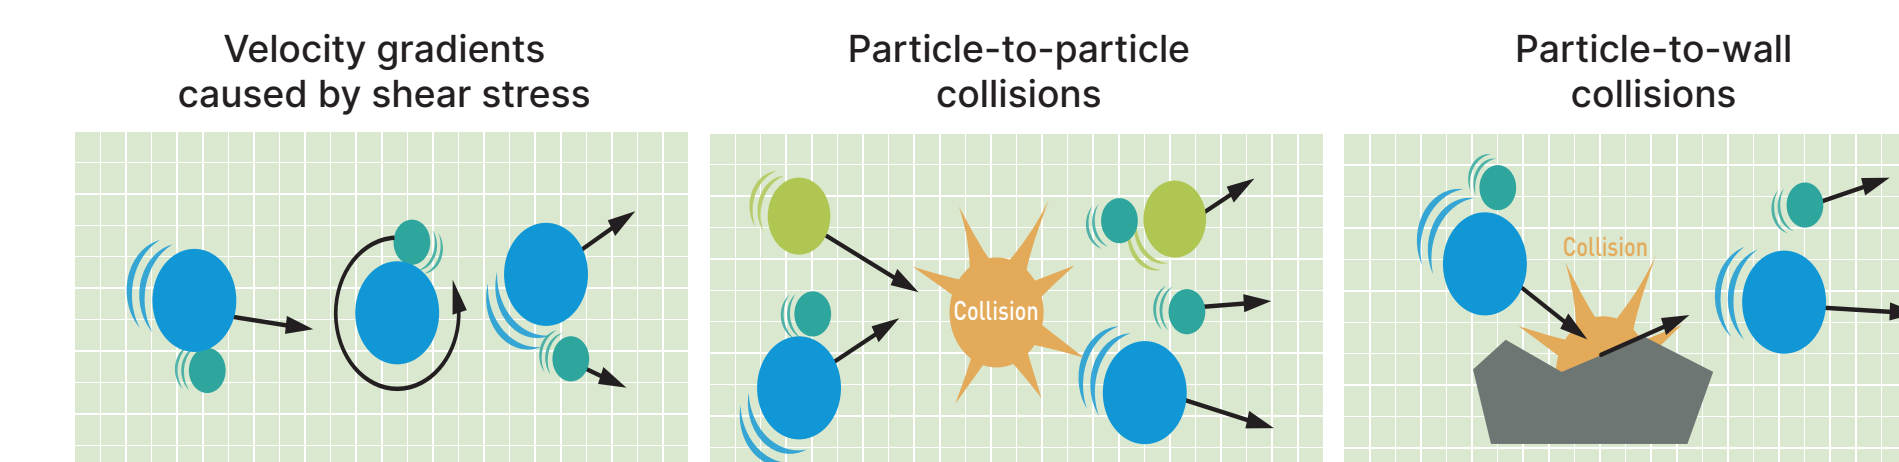 Velocity gradients
caused by shear stress
Particle-to-particle
collisions
Collision
Particle-to-wall
collisions
Collision